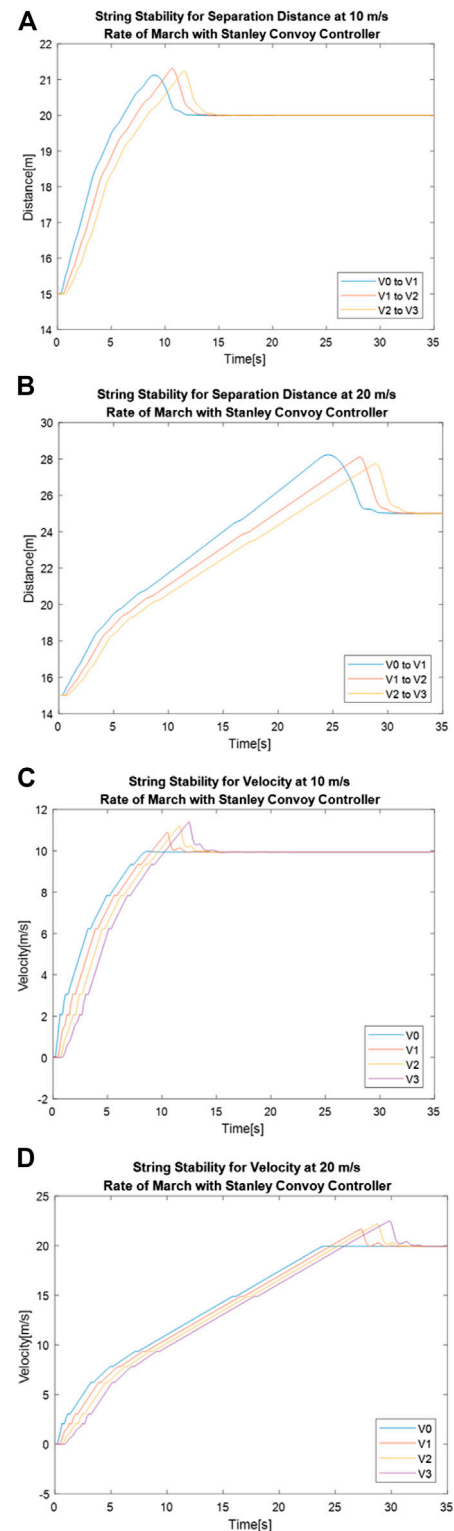 A
String Stability for Separation Distance at 10 m/s
Rate of March with Stanley Convoy Controller
22
21
20
19
18
17
16
15
14
Distance[m]
V0 to V1
V1 to V2
V2 to V3
0 5 10 15 20 25 30 35
Time[s]
B
String Stability for Separation Distance at 20 m/s
Rate of March with Stanley Convoy Controller
30
28
26
24
22
20
18
16
14
Distance[m]
V0 to V1
V1 to V2
V2 to V3
0 5 10 15 20 25 30 35
Time[s]
C
String Stability for Velocity at 10 m/s
Rate of March with Stanley Convoy Controller
12
10
8
6
4
2
0
-2
Velocity[m/s]
V0
V1
V2
V3
0 5 10 15 20 25 30 35
Time[s]
D
String Stability for Velocity at 20 m/s
Rate of March with Stanley Convoy Controller
25
20
15
10
5
0
-5
Velocity[m/s]
V0
V1
V2
V3
0 5 10 15 20 25 30 35
Time[s]